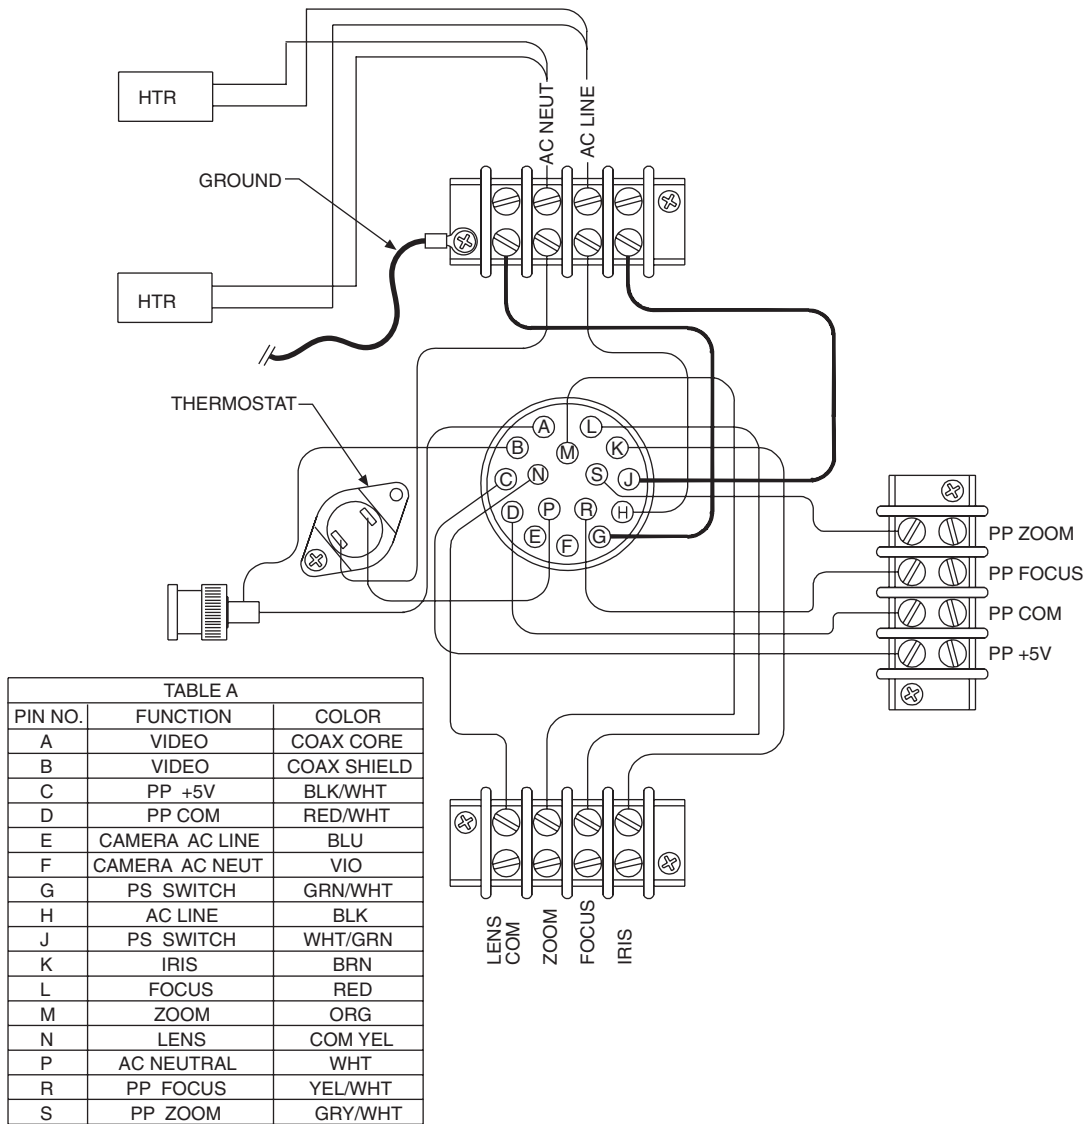 HTR
AC NEUT
AC LINE
GROUND
HTR
THERMOSTAT
A
L
B
M
K
C
N
S
J
D
P
R
H
E
F
G
PP ZOOM
PP FOCUS
PP COM
PP +5V
TABLE A
PIN NO. FUNCTION COLOR
A VIDEO COAX CORE
B VIDEO COAX SHIELD
C PP +5V BLK/WHT
D PP COM RED/WHT
E CAMERA AC LINE BLU
F CAMERA AC NEUT VIO
G PS SWITCH GRN/WHT
H AC LINE BLK
J PS SWITCH WHT/GRN
K IRIS BRN
L FOCUS RED
M ZOOM ORG
N LENS COM YEL
P AC NEUTRAL WHT
R PP FOCUS YEL/WHT
S PP ZOOM GRY/WHT
LENS
COM
ZOOM
FOCUS
IRIS